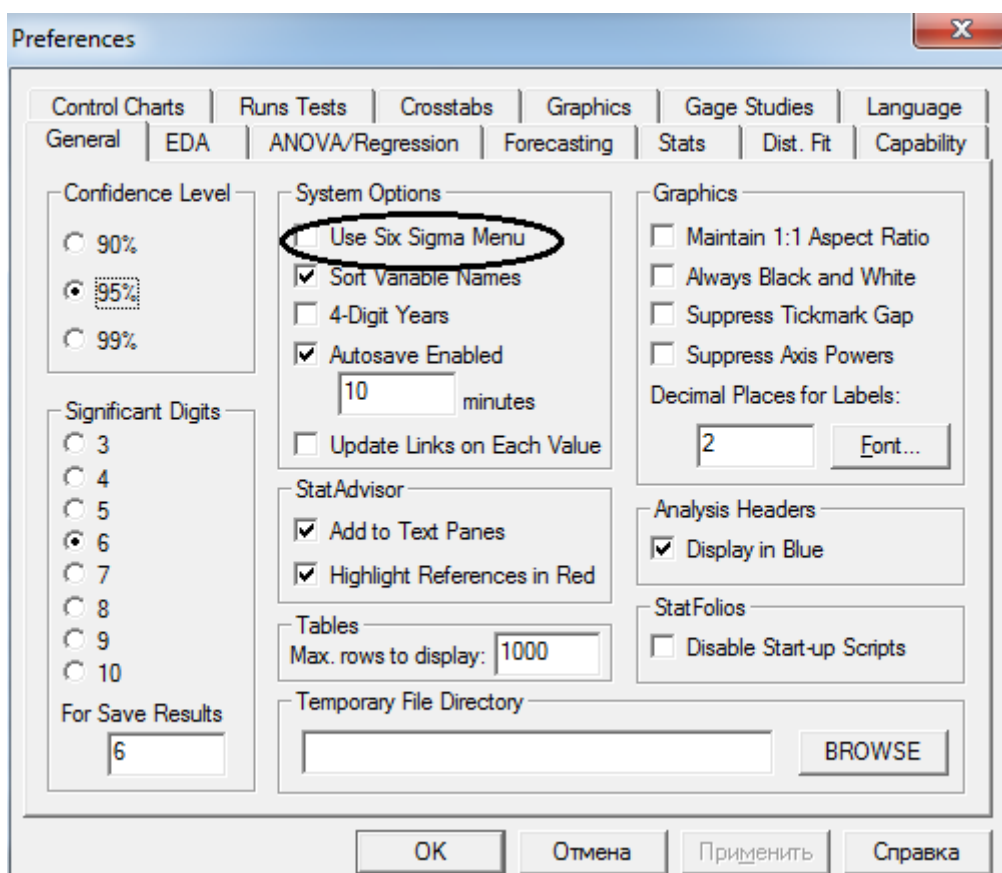 Preferences
Control Charts
Runs Tests
Crosstabs
Graphics
Gage Studies
Language
General
EDA
ANOVA/Regression
Forecasting
Stats
Dist. Fit
Capability
Confidence Level
90%
95%
99%
Significant Digits
3
4
5
6
7
8
9
10
For Save Results
6
System Options
Use Six Sigma Menu
Sort Variable Names
4-Digit Years
Autosave Enabled
10 minutes
Update Links on Each Value
StatAdvisor
Add to Text Panes
Highlight References in Red
Tables
Max. rows to display: 1000
Temporary File Directory
BROWSE
Graphics
Maintain 1:1 Aspect Ratio
Always Black and White
Suppress Tickmark Gap
Suppress Axis Powers
Decimal Places for Labels:
2
Font...
Analysis Headers
Display in Blue
StatFolios
Disable Start-up Scripts
OK
Отмена
Применить
Справка